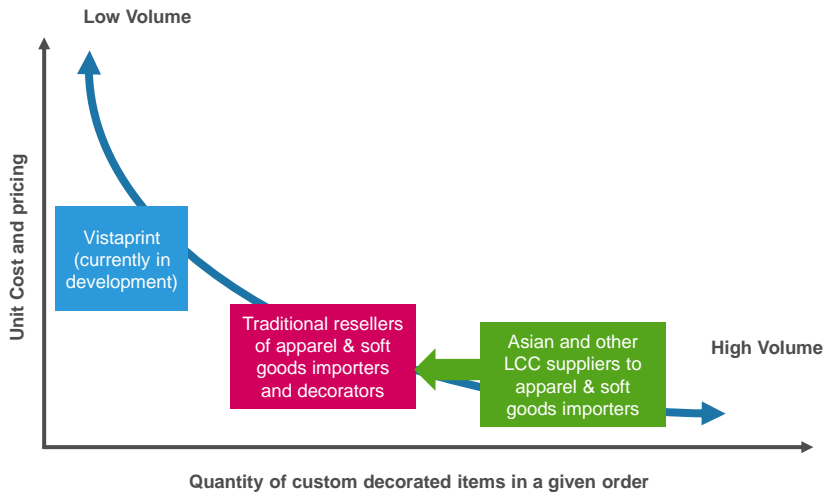 Low Volume
Unit Cost and pricing
Vistaprint
(currently in
development)
Traditional resellers
of apparel & soft
goods importers
and decorators
Asian and other
LCC suppliers to
apparel & soft
goods importers
High Volume
Quantity of custom decorated items in a given order